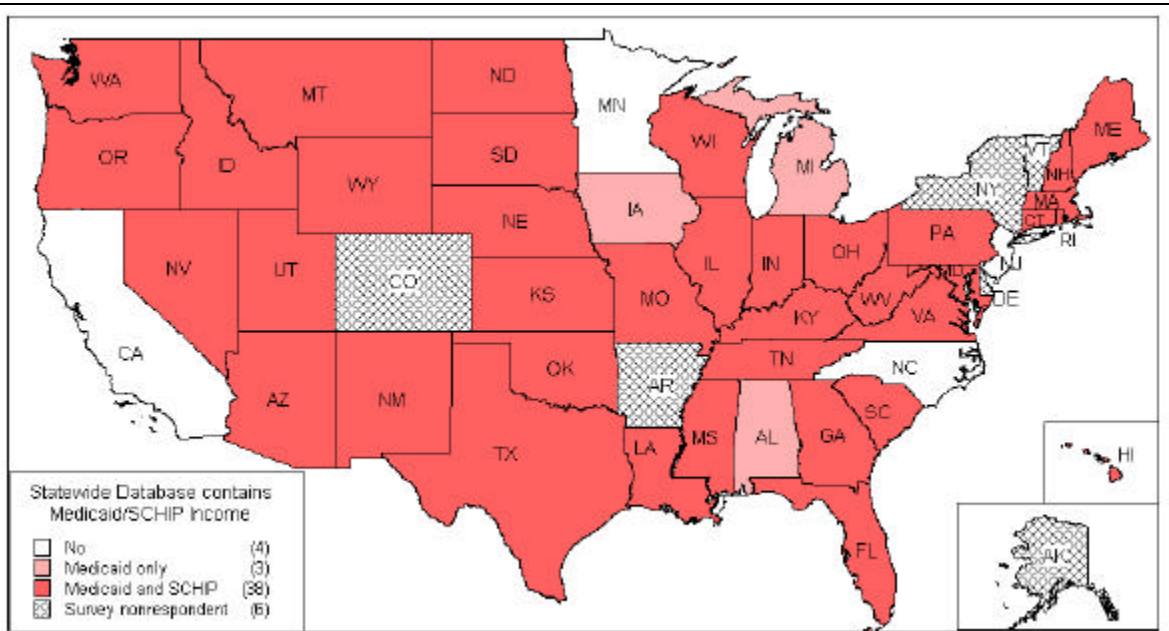 WA
MT
ND
MN
ME
OR
ID
SD
WI
VT
NH
WY
MI
NY
MA
IA
CT
RI
NE
PA
NV
UT
CO
IL
IN
OH
NJ
MD
DE
KS
MO
WV
VA
KY
CA
NC
TN
OK
AR
AZ
NM
SC
MS
AL
GA
TX
LA
HI
FL
AK
Statewide Database contains
Medicaid/SCHIP Income
No (4)
Medicaid only (3)
Medicaid and SCHIP (38)
Survey nonrespondent (6)